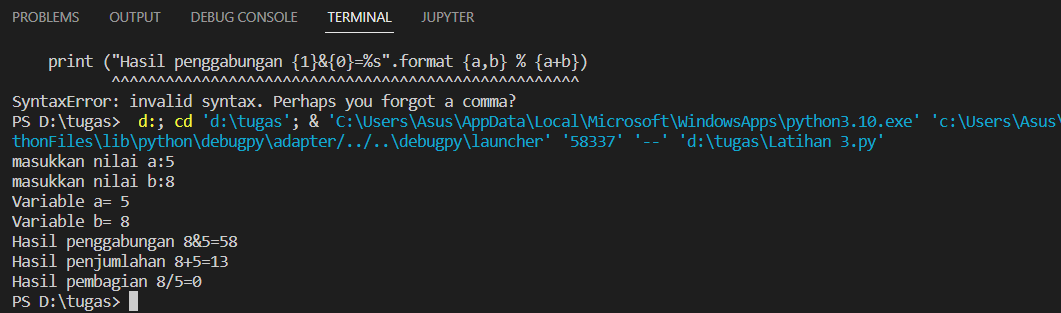 PROBLEMS OUTPUT DEBUG CONSOLE TERMINAL JUPYTER
print ("Hasil penggabungan {1}&{0}=%s".format {a,b} % {a+b})
^^^^^^^^^^^^^^^^^^^^^^^^^^^^^^^^^^^^^^^^^^^^^^^^^^^^
SyntaxError: invalid syntax. Perhaps you forgot a comma?
PS D:\tugas>  d:; cd 'd:\tugas'; & 'C:\Users\Asus\AppData\Local\Microsoft\WindowsApps\python3.10.exe' 'c:\Users\Asus\
thonFiles\lib\python\debugpy\adapter/../..\debugpy\launcher' '58337' '--' 'd:\tugas\Latihan 3.py'
masukkan nilai a:5
masukkan nilai b:8
Variable a= 5
Variable b= 8
Hasil penggabungan 8&5=58
Hasil penjumlahan 8+5=13
Hasil pembagian 8/5=0
PS D:\tugas>